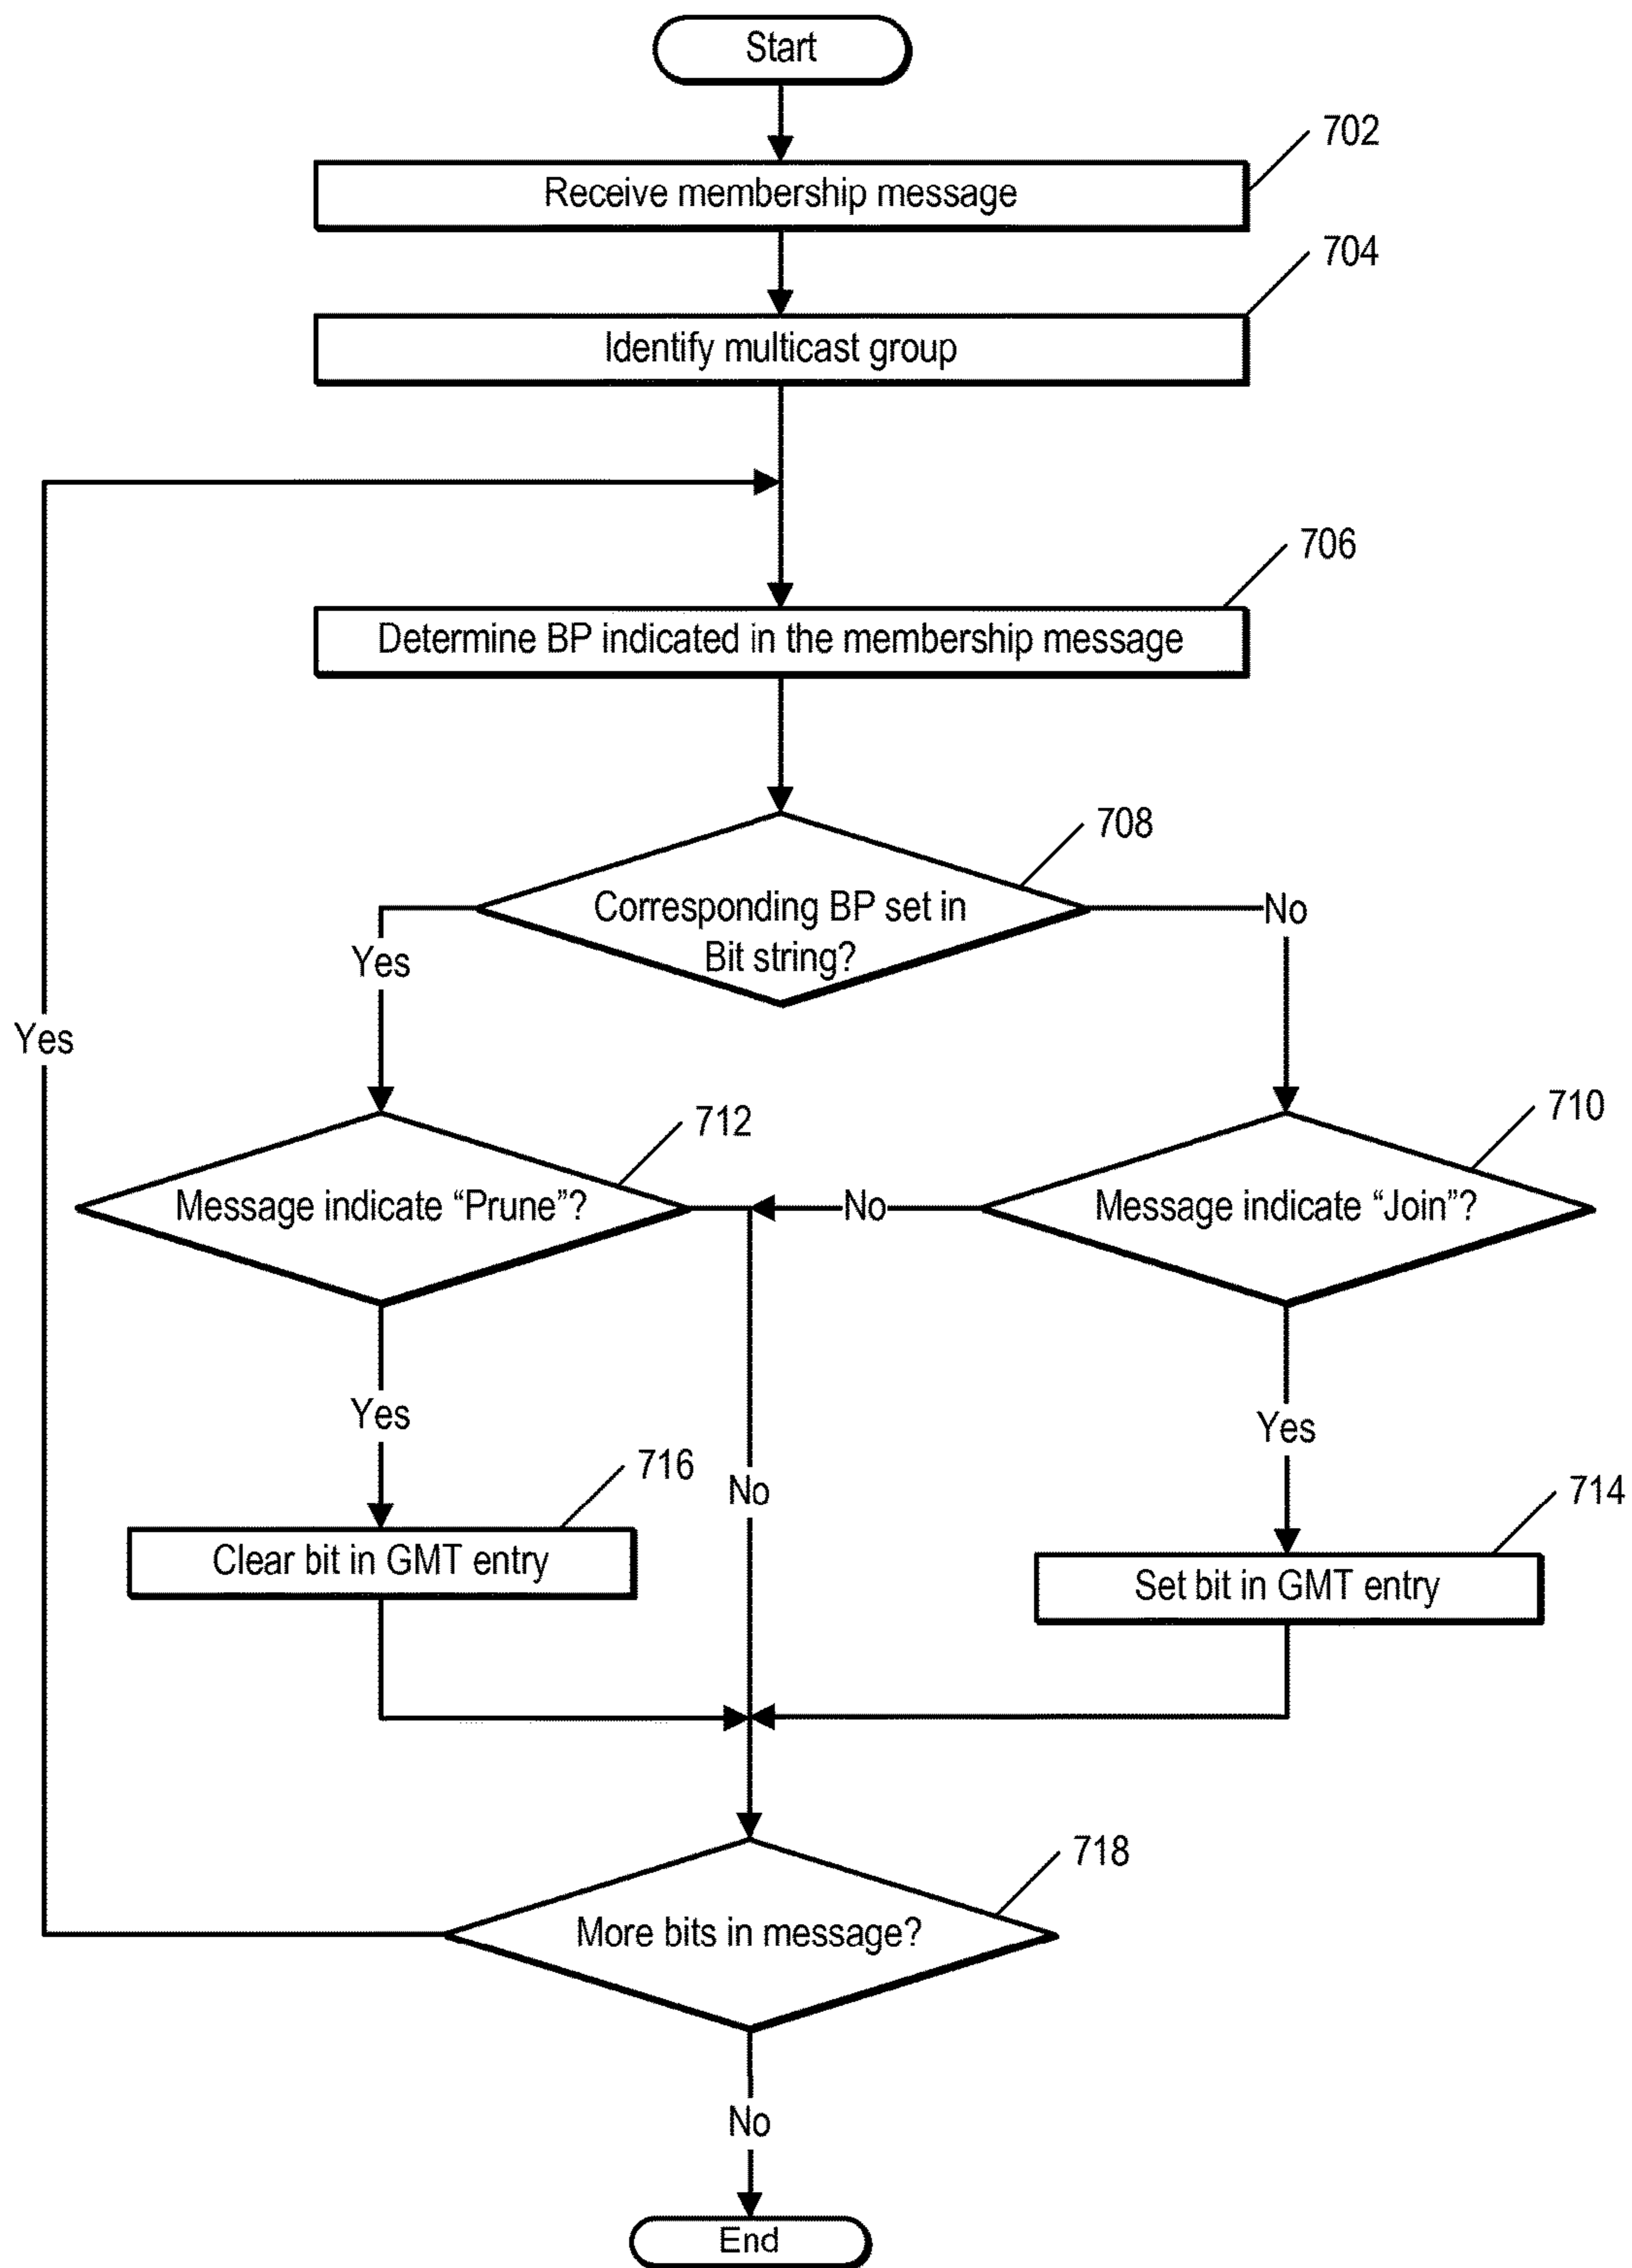 Start
702
Receive membership message
704
Identify multicast group
706
Determine BP indicated in the membership message
708
Corresponding BP set in
Bit string?
No
Yes
Yes
712
710
Message indicate “Prune”?
No
Message indicate “Join”?
Yes
Yes
716
No
714
Clear bit in GMT entry
Set bit in GMT entry
718
More bits in message?
No
End